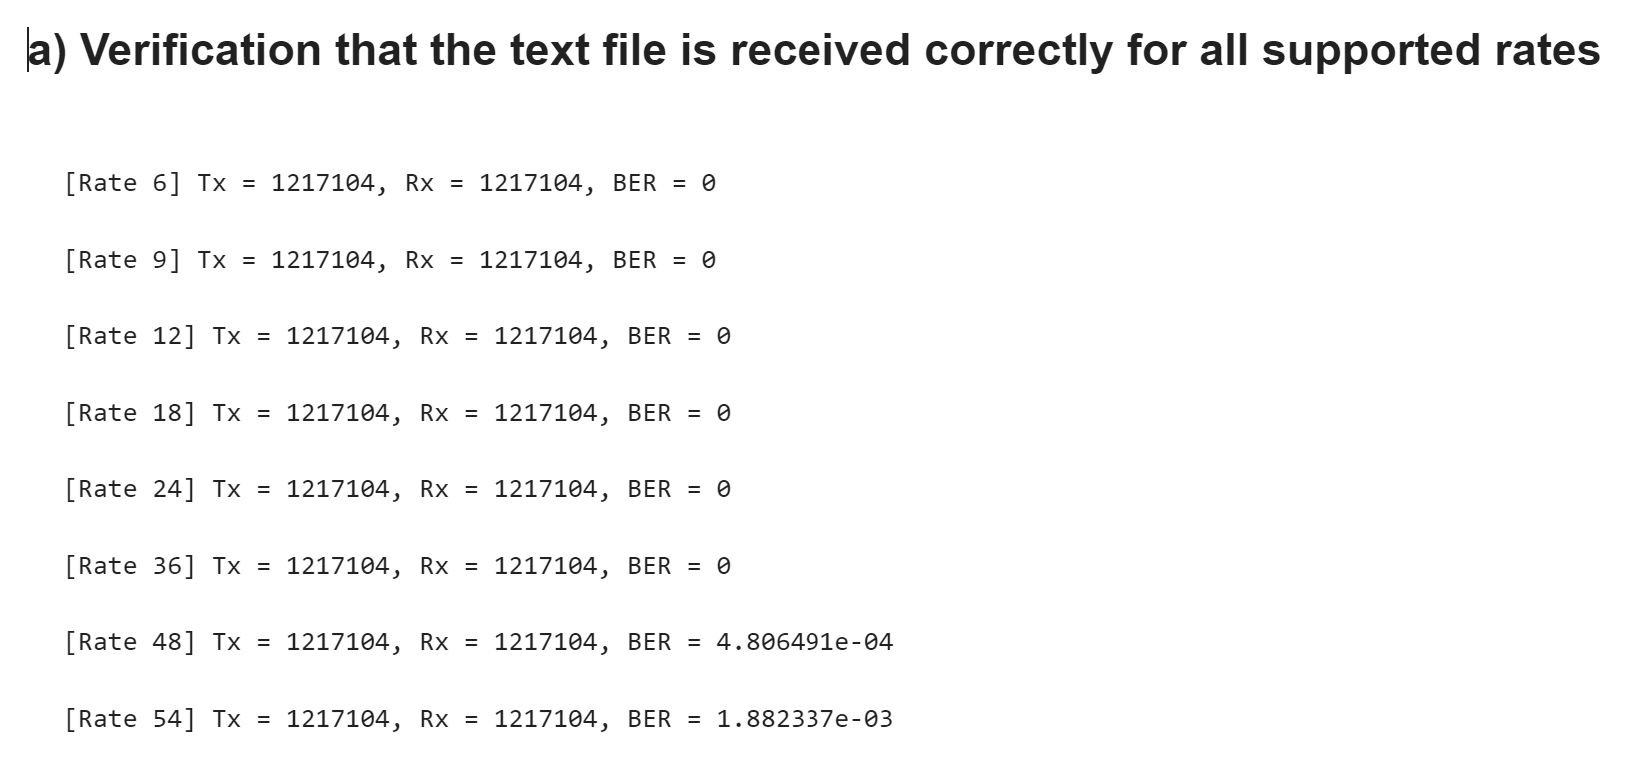 a) Verification that the text file is received correctly for all supported rates
[Rate 6] Tx = 1217104, Rx = 1217104, BER = 0
[Rate 9] Tx = 1217104, Rx = 1217104, BER = 0
[Rate 12] Tx = 1217104, Rx = 1217104, BER = 0
[Rate 18] Tx = 1217104, Rx = 1217104, BER = 0
[Rate 24] Tx = 1217104, Rx = 1217104, BER = 0
[Rate 36] Tx = 1217104, Rx = 1217104, BER = 0
[Rate 48] Tx = 1217104, Rx = 1217104, BER = 4.806491e-04
[Rate 54] Tx = 1217104, Rx = 1217104, BER = 1.882337e-03